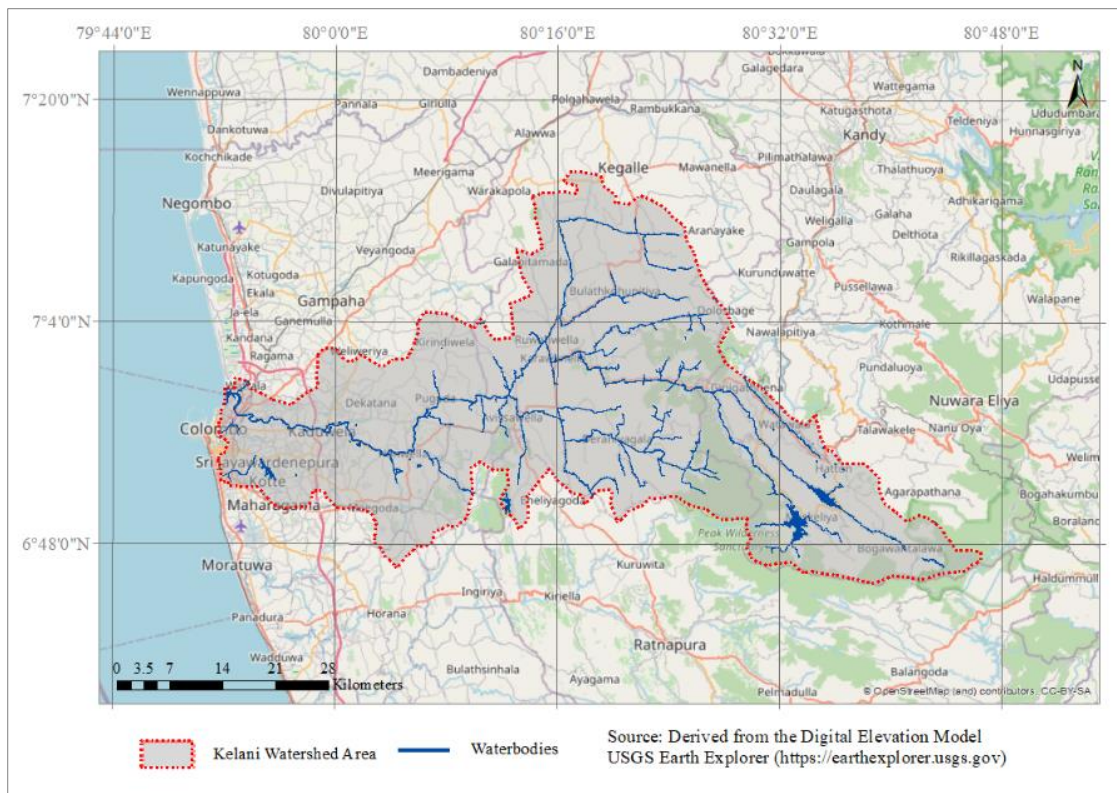 79°44'0"E 80°0'0"E 80°16'0"E 80°32'0"E 80°48'0"E
7°20'0"N
7°4'0"N
6°48'0"N
N
Wennappuwa
Dankotuwa
Kochchikade
Negombo
Katunayake
Kapungoda
Kotugoda
Ekala
Ja-ela
Kandana
Ragama
Pannala
Giriulla
Dambadeniya
Divulapitiya
Meerigama
Veyangoda
Gampaha
Ganemulla
Alawwa
Polgahawela
Rambukkana
Warakapola
Kegalle
Mawanella
Galagedara
Wattegama
Katugasthota
Kandy
Teldeniya
Ududumbara
Hunnasgiriya
Pilimathalawa
Thalathuoya
Daulagala
Adhikarigama
Weligalla
Galaha
Delthota
Rikillagaskada
Aranayake
Gampola
Kurunduwatte
Pussellawa
Walapane
Nawalapitiya
Kothmale
Galapitamada
Bulathkohupitiya
Dolosbage
Kirindiwela
Ruwanwella
Dekatana
Pugoda
Colombo
Kaduwela
Kotte
Maharagama
Eheliyagoda
Hatton
Talawakele
Nanu Oya
Nuwara Eliya
Udapusse
Welim
Agarapathana
Bogahakumbu
Boralan
Bogawantalawa
Haldummull
Peak Wilderness
Moratuwa
Panadura
Wadduwa
Horana
Ingiriya
Kiriella
Kuruwita
Ratnapura
Bulathsinhala
Ayagama
Pelmadulla
Balangoda
0 3.5 7 14 21 28
Kilometers
© OpenStreetMap (and) contributors, CC-BY-SA
Kelani Watershed Area
Waterbodies
Source: Derived from the Digital Elevation Model
USGS Earth Explorer (https://earthexplorer.usgs.gov)